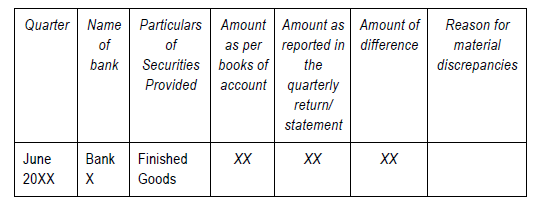 Quarter Name of bank Particulars of Securities Provided Amount as per books of account Amount as reported in the quarterly return/ statement Amount of difference Reason for material discrepancies
June 20XX Bank X Finished Goods XX XX XX